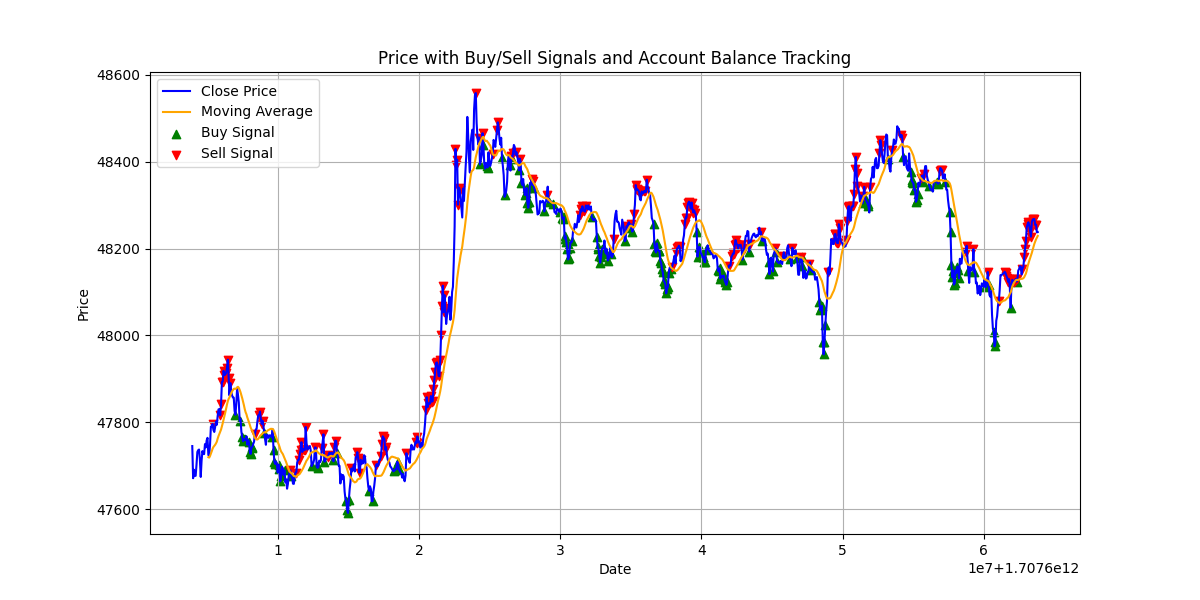 Price with Buy/Sell Signals and Account Balance Tracking
48600
Close Price
Moving Average
Buy Signal
Sell Signal
48400
48200
48000
47800
47600
Price
1 2 3 4 5 6
Date
1e7+1.7076e12